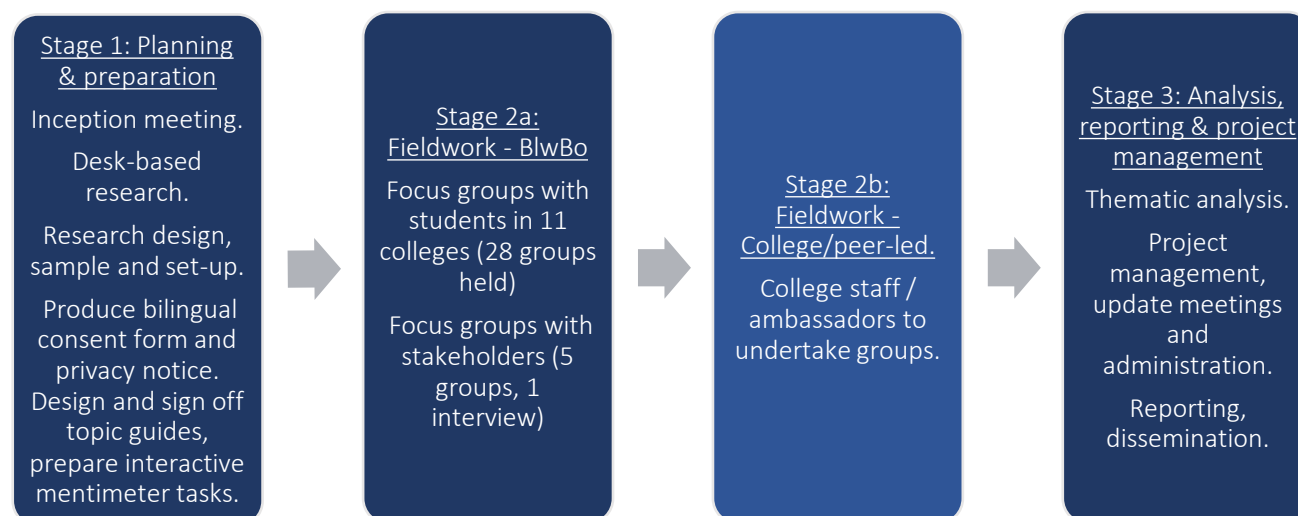 Stage 1: Planning
& preparation
Inception meeting.
Desk-based
research.
Research design,
sample and set-up.
Produce bilingual
consent form and
privacy notice.
Design and sign off
topic guides,
prepare interactive
mentimeter tasks.
Stage 2a:
Fieldwork - BlwBo
Focus groups with
students in 11
colleges (28 groups
held)
Focus groups with
stakeholders (5
groups, 1
interview)
Stage 2b:
Fieldwork -
College/peer-led.
College staff /
ambassadors to
undertake groups.
Stage 3: Analysis,
reporting & project
management
Thematic analysis.
Project
management,
update meetings
and
administration.
Reporting,
dissemination.